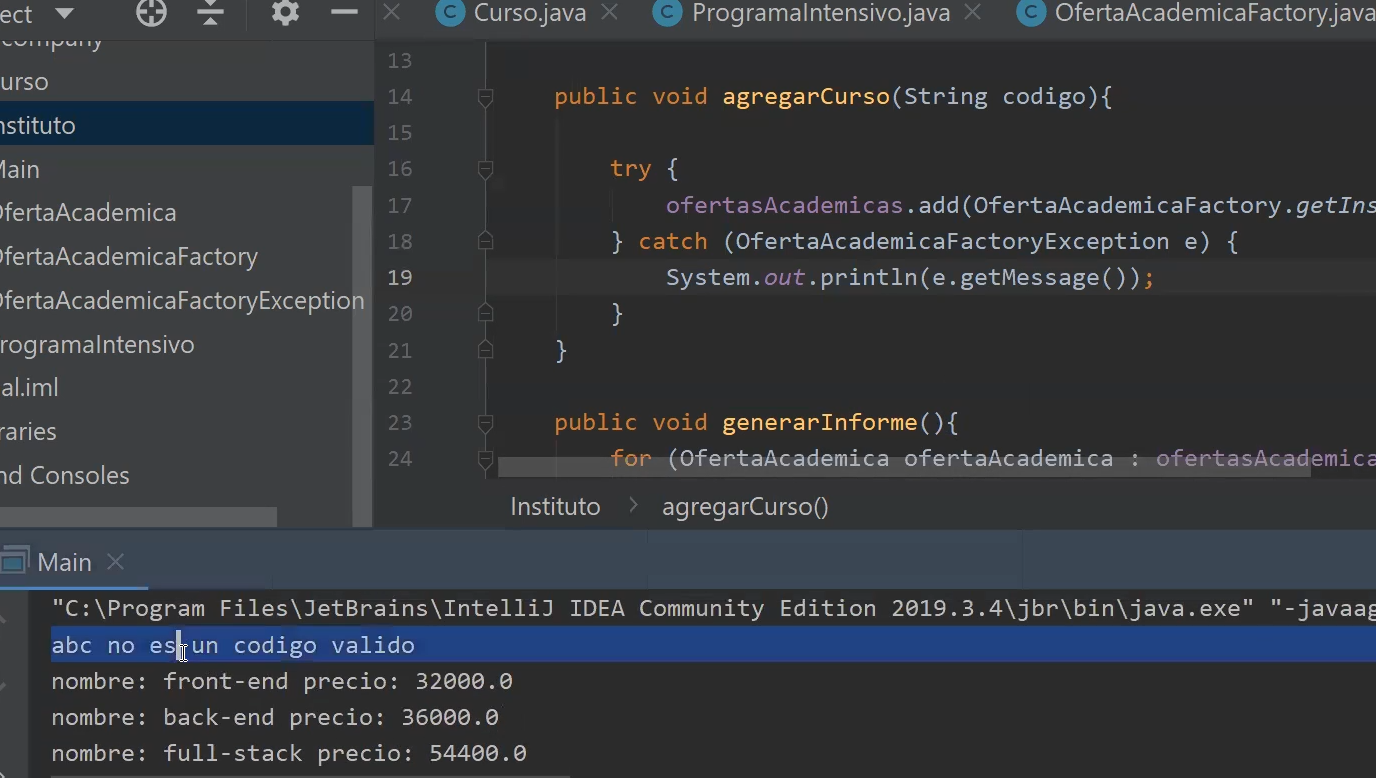 ect
Curso.java
ProgramaIntensivo.java
OfertaAcademicaFactory.java
company
urso
nstituto
Main
OfertaAcademica
OfertaAcademicaFactory
OfertaAcademicaFactoryException
rogramaIntensivo
al.iml
raries
nd Consoles
13
14 public void agregarCurso(String codigo){
15
16 try {
17 ofertasAcademicas.add(OfertaAcademicaFactory.getIns
18 } catch (OfertaAcademicaFactoryException e) {
19 System.out.println(e.getMessage());
20 }
21 }
22
23 public void generarInforme(){
24 for (OfertaAcademica ofertaAcademica : ofertasAcademica
Instituto > agregarCurso()
Main
"C:\Program Files\JetBrains\IntelliJ IDEA Community Edition 2019.3.4\jbr\bin\java.exe" "-javaag
abc no es un codigo valido
nombre: front-end precio: 32000.0
nombre: back-end precio: 36000.0
nombre: full-stack precio: 54400.0